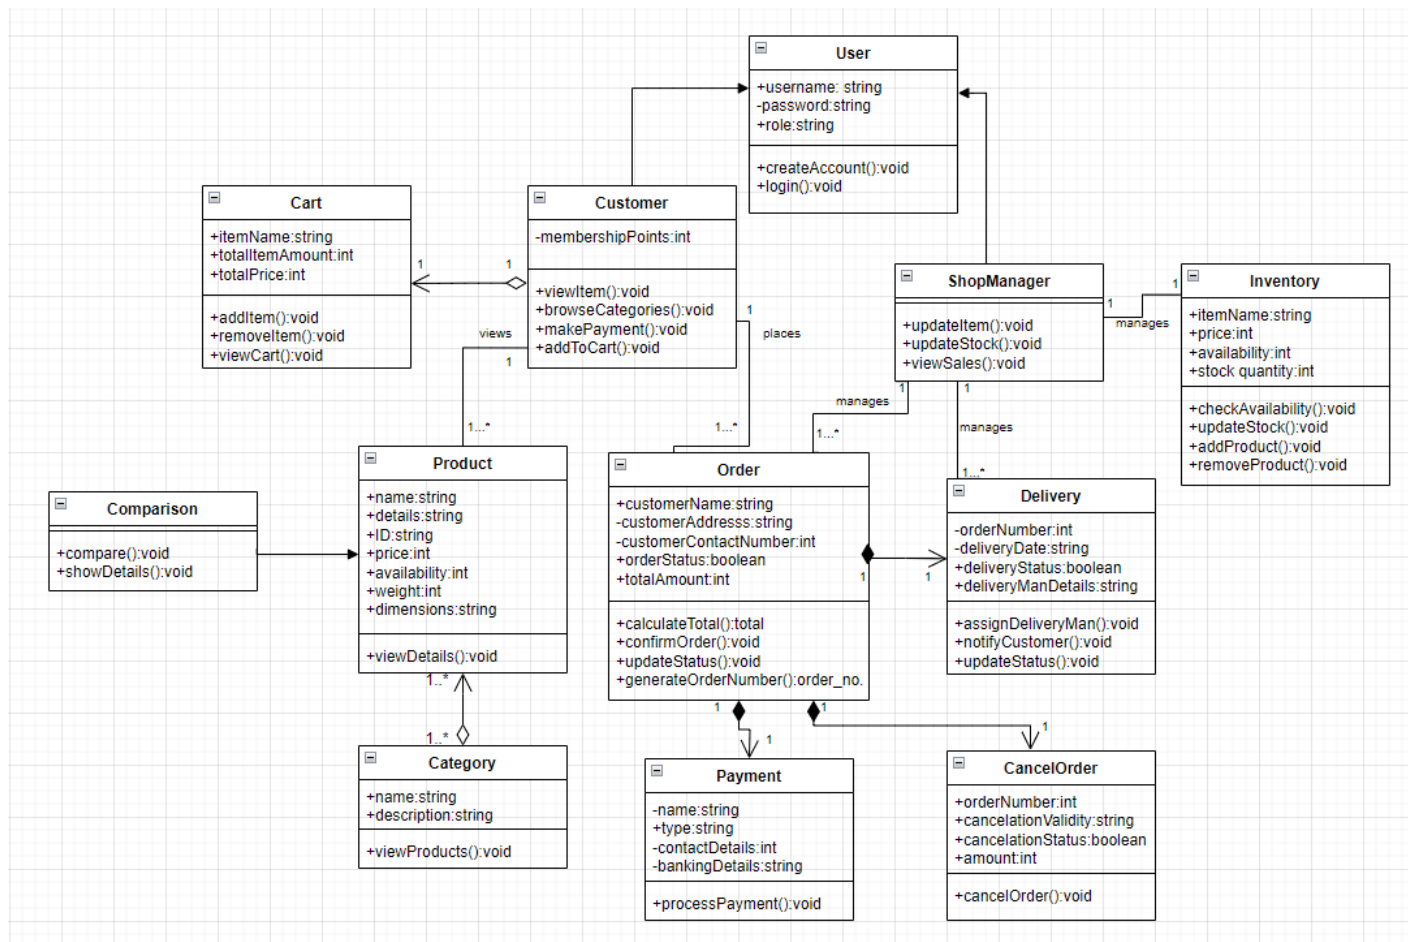 User
+username: string
-password:string
+role:string
+createAccount():void
+login():void
Cart
+itemName:string
+totalItemAmount:int
+totalPrice:int
+addItem():void
+removeItem():void
+viewCart():void
1
1
Customer
-membershipPoints:int
+viewItem():void
+browseCategories():void
+makePayment():void
+addToCart():void
views
1
1...*
1
places
1...*
ShopManager
+updateItem():void
+updateStock():void
+viewSales():void
1
manages
1
Inventory
+itemName:string
+price:int
+availability:int
+stock quantity:int
+checkAvailability():void
+updateStock():void
+addProduct():void
+removeProduct():void
1
manages
1...*
1
manages
1...*
Comparison
+compare():void
+showDetails():void
Product
+name:string
+details:string
+ID:string
+price:int
+availability:int
+weight:int
+dimensions:string
+viewDetails():void
1..*
1..*
Order
+customerName:string
-customerAddresss:string
-customerContactNumber:int
+orderStatus:boolean
+totalAmount:int
+calculateTotal():total
+confirmOrder():void
+updateStatus():void
+generateOrderNumber():order_no.
1
1
Delivery
-orderNumber:int
-deliveryDate:string
+deliveryStatus:boolean
+deliveryManDetails:string
+assignDeliveryMan():void
+notifyCustomer():void
+updateStatus():void
1
1
1
1
Category
+name:string
+description:string
+viewProducts():void
Payment
-name:string
+type:string
-contactDetails:int
-bankingDetails:string
+processPayment():void
CancelOrder
+orderNumber:int
+cancelationValidity:string
+cancelationStatus:boolean
+amount:int
+cancelOrder():void